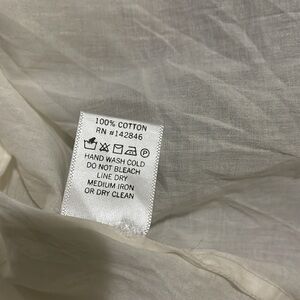 100% COTTON
RN #142846
HAND WASH COLD
DO NOT BLEACH
LINE DRY
MEDIUM IRON
OR DRY CLEAN